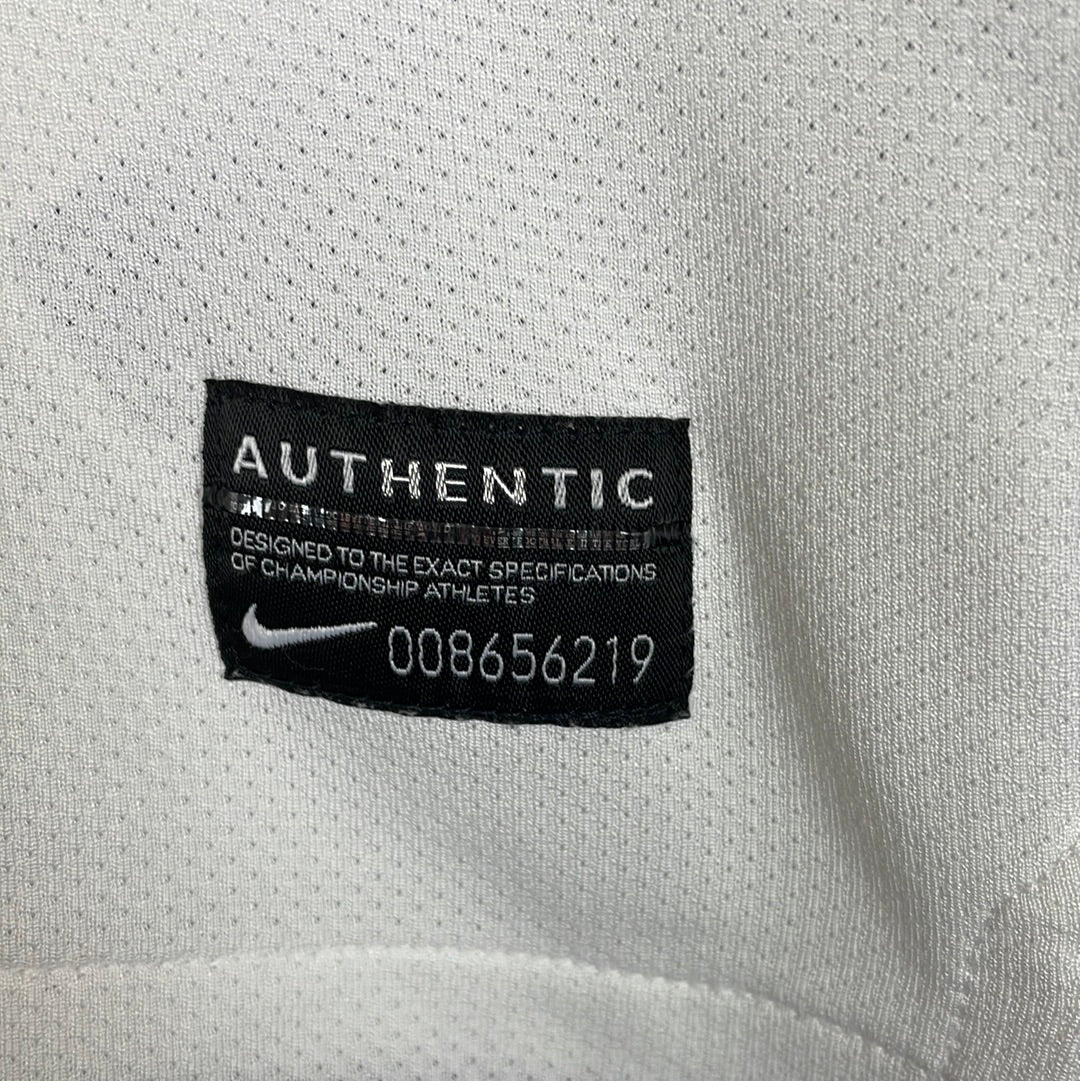 AUTHENTIC
DESIGNED TO THE EXACT SPECIFICATIONS
OF CHAMPIONSHIP ATHLETES
008656219